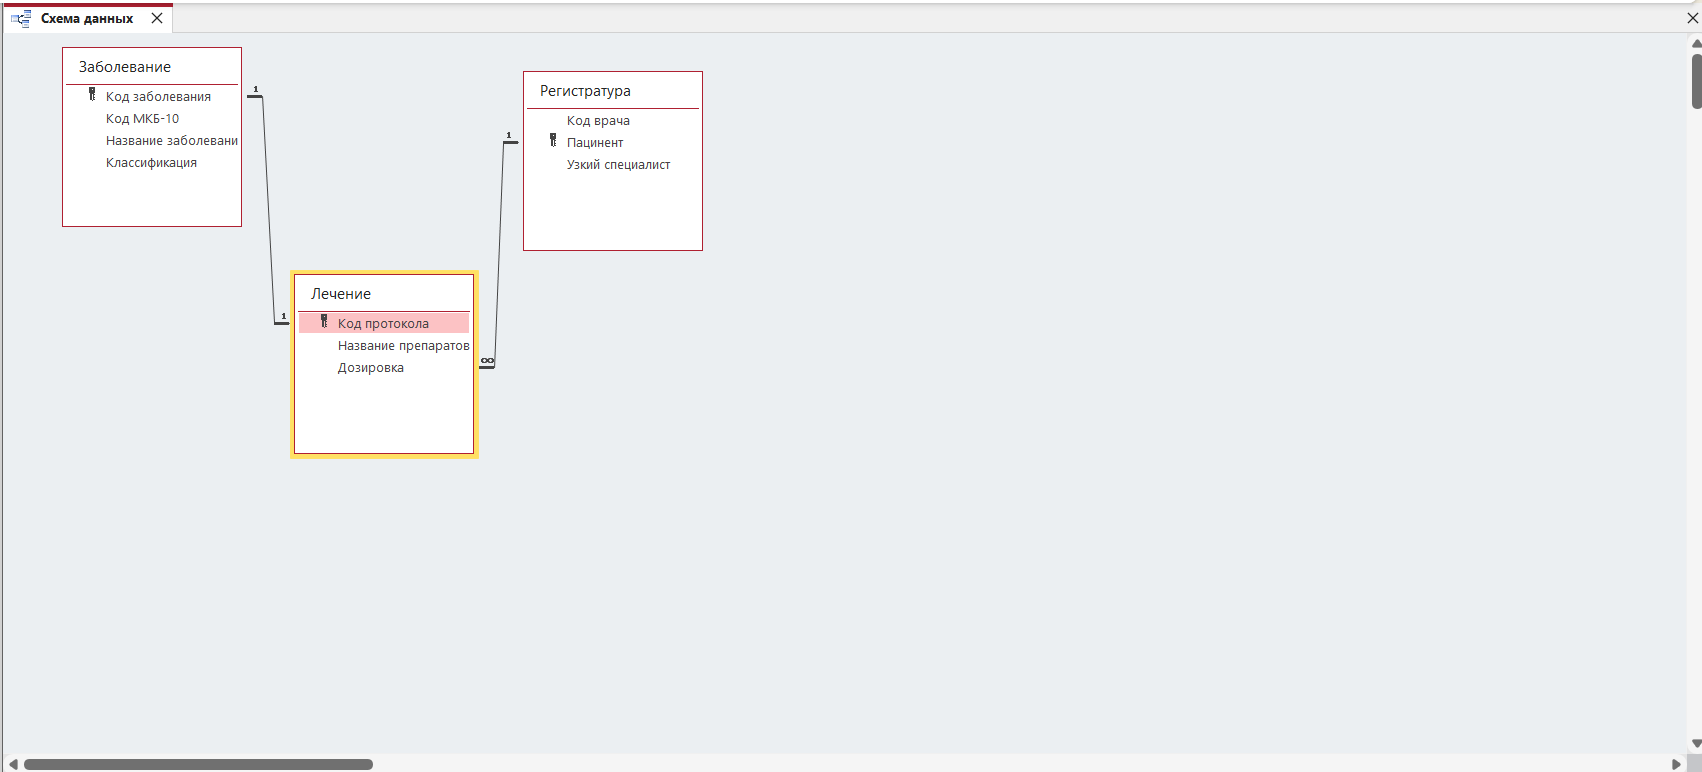 Схема данных
Заболевание
Код заболевания
Код МКБ-10
Название заболевани
Классификация
1
1
Регистратура
Код врача
Пацинент
Узкий специалист
1
∞
Лечение
Код протокола
Название препаратов
Дозировка